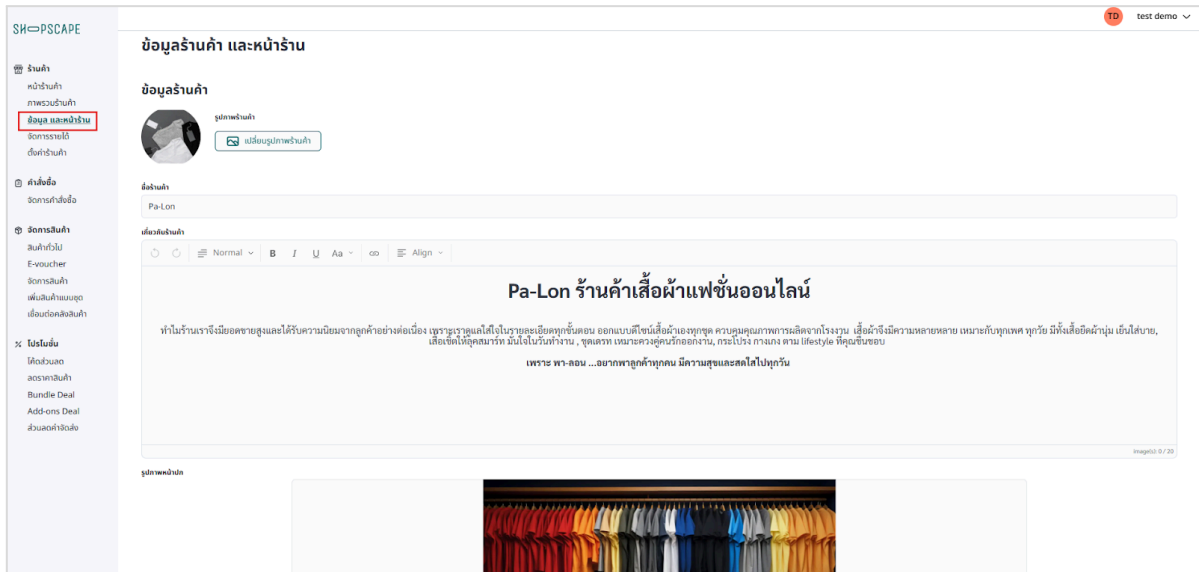 SHOPSCAPE
TD test demo
ร้านค้า
หน้าร้านค้า
ภาพรวมร้านค้า
ข้อมูล และหน้าร้าน
จัดการรายได้
ตั้งค่าร้านค้า
คำสั่งซื้อ
จัดการคำสั่งซื้อ
จัดการสินค้า
สินค้าทั่วไป
E-voucher
จัดการสินค้า
เพิ่มสินค้าแบบชุด
เชื่อมต่อคลังสินค้า
โปรโมชั่น
โค้ดส่วนลด
ลดราคาสินค้า
Bundle Deal
Add-ons Deal
ส่วนลดค่าจัดส่ง
ข้อมูลร้านค้า และหน้าร้าน
ข้อมูลร้านค้า
รูปภาพร้านค้า
เปลี่ยนรูปภาพร้านค้า
ชื่อร้านค้า
Pa-Lon
เกี่ยวกับร้านค้า
Normal B I U Aa Align
Pa-Lon ร้านค้าเสื้อผ้าแฟชั่นออนไลน์
ทำไมร้านเราจึงมียอดขายสูงและได้รับความนิยมจากลูกค้าอย่างต่อเนื่อง เพราะเราดูแลใส่ใจในรายละเอียดทุกขั้นตอน ออกแบบดีไซน์เสื้อผ้าเองทุกชุด ควบคุมคุณภาพการผลิตจากโรงงาน เสื้อผ้าจึงมีความหลายหลาย เหมาะกับทุกเพศ ทุกวัย มีทั้งเสื้อยืดผ้านุ่ม เย็นใส่บาย,
เสื้อเชิ้ตให้ลุคสมาร์ท มั่นใจในวันทำงาน , ชุดเดรท เหมาะควงคู่คนรักออกงาน, กระโปรง กางเกง ตาม lifestyle ที่คุณชื่นชอบ
เพราะ พา-ลอน ...อยากพาลูกค้าทุกคน มีความสุขและสดใสไปทุกวัน
image(s): 0 / 20
รูปภาพหน้าปก